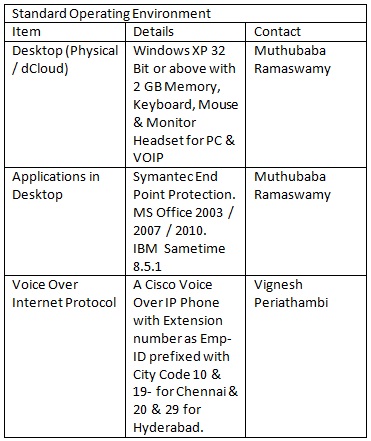 Standard Operating Environment
Item Details Contact
Desktop (Physical / dCloud)
Windows XP 32
Bit or above with
2 GB Memory,
Keyboard, Mouse
& Monitor
Headset for PC &
VOIP
Muthubaba
Ramaswamy
Applications in
Desktop
Symantec End
Point Protection.
MS Office 2003 /
2007 / 2010.
IBM Sametime
8.5.1
Muthubaba
Ramaswamy
Voice Over
Internet Protocol
A Cisco Voice
Over IP Phone
with Extension
number as Emp-
ID prefixed with
City Code 10 &
19- for Chennai &
20 & 29 for
Hyderabad.
Vignesh
Periathambi